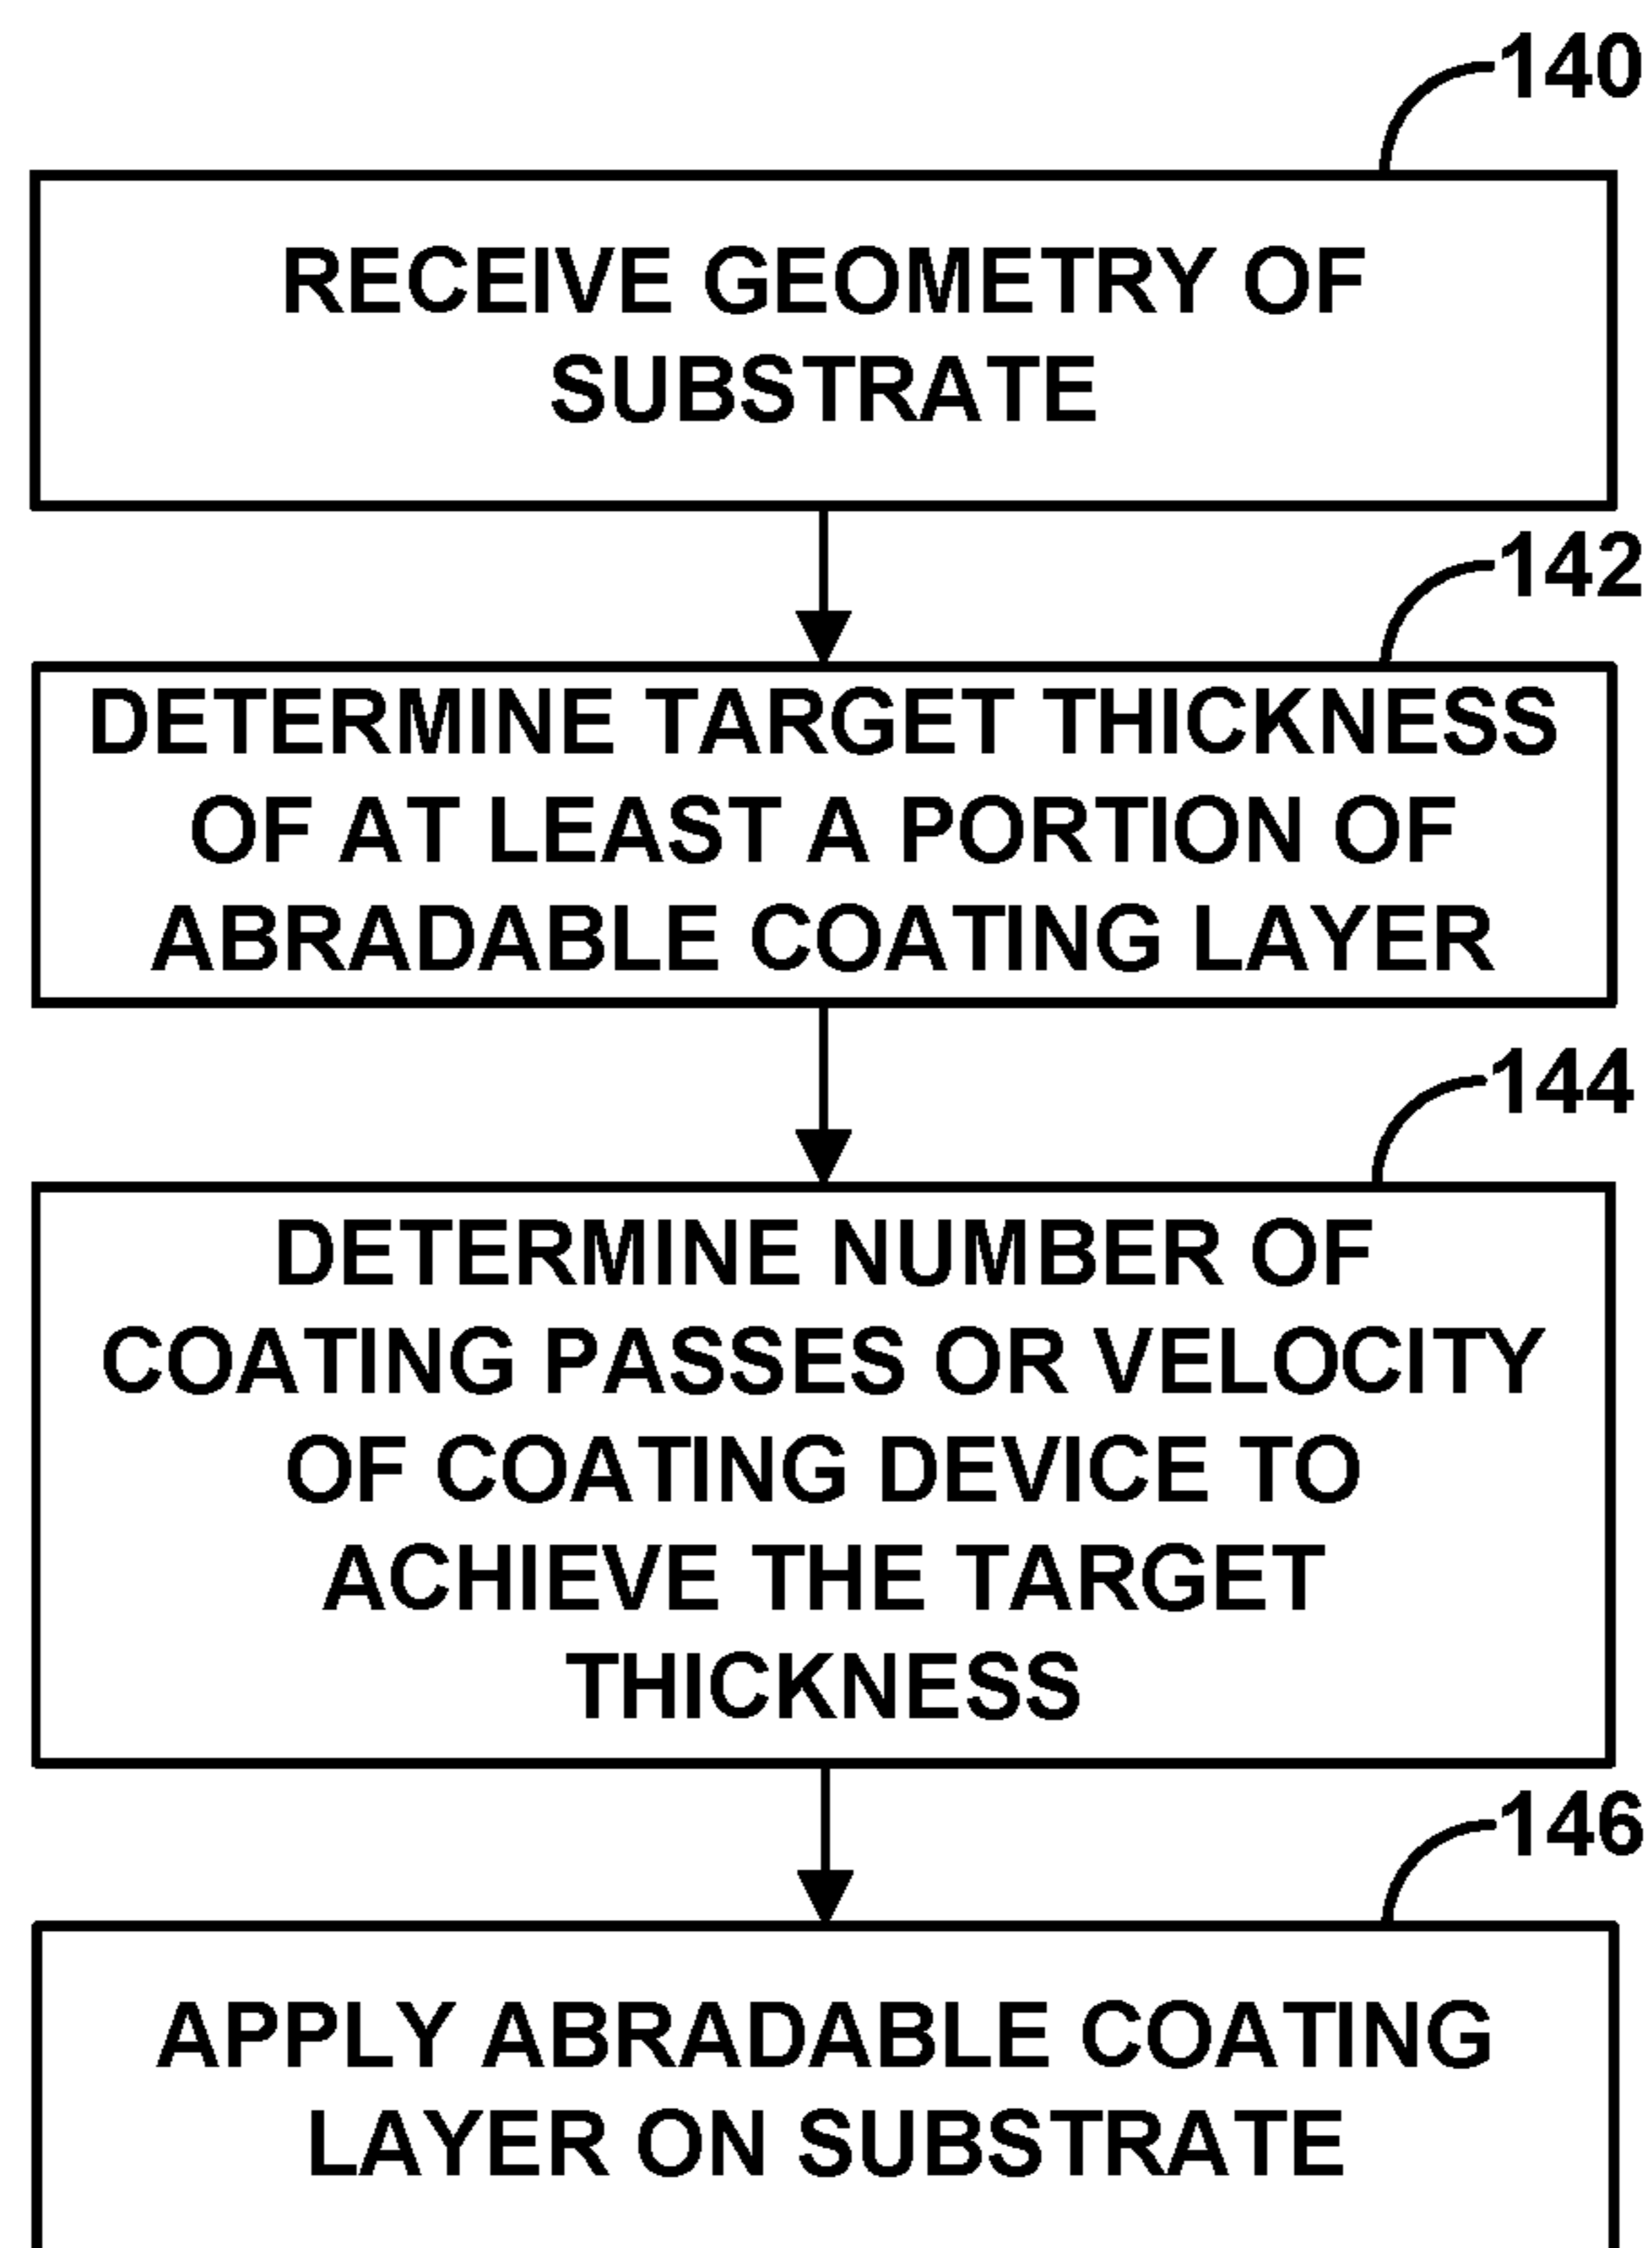 140
RECEIVE GEOMETRY OF
SUBSTRATE
142
DETERMINE TARGET THICKNESS
OF AT LEAST A PORTION OF
ABRADABLE COATING LAYER
144
DETERMINE NUMBER OF
COATING PASSES OR VELOCITY
OF COATING DEVICE TO
ACHIEVE THE TARGET
THICKNESS
146
APPLY ABRADABLE COATING
LAYER ON SUBSTRATE